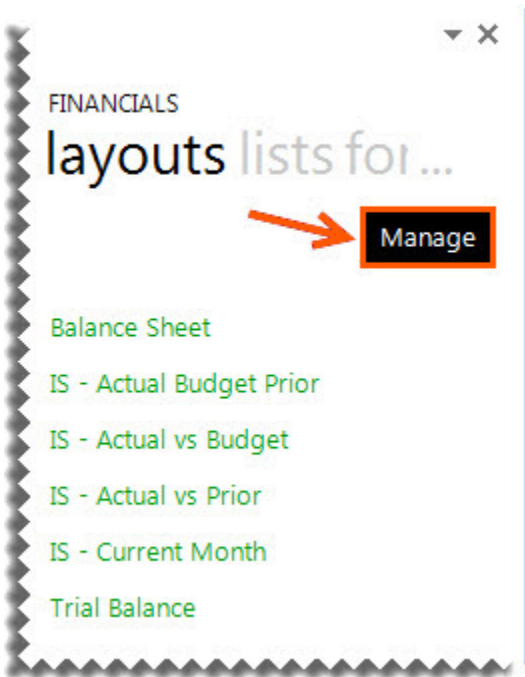 FINANCIALS
layouts lists for...
Manage
Balance Sheet
IS - Actual Budget Prior
IS - Actual vs Budget
IS - Actual vs Prior
IS - Current Month
Trial Balance